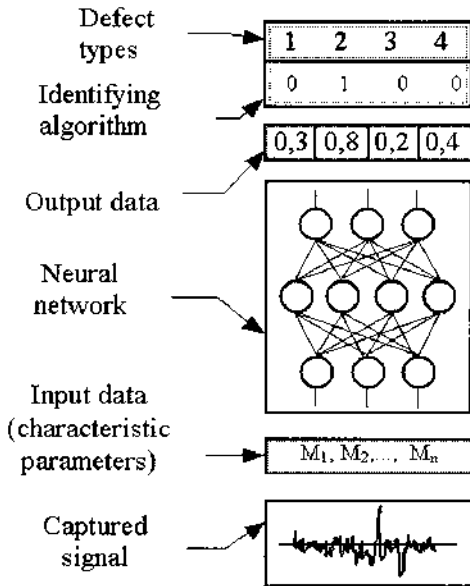 Defect
types
1 2 3 4
Identifying
algorithm
0 1 0 0
Output data
0,3 0,8 0,2 0,4
Neural
network
Input data
(characteristic
parameters)
M₁, M₂,..., Mₙ
Captured
signal